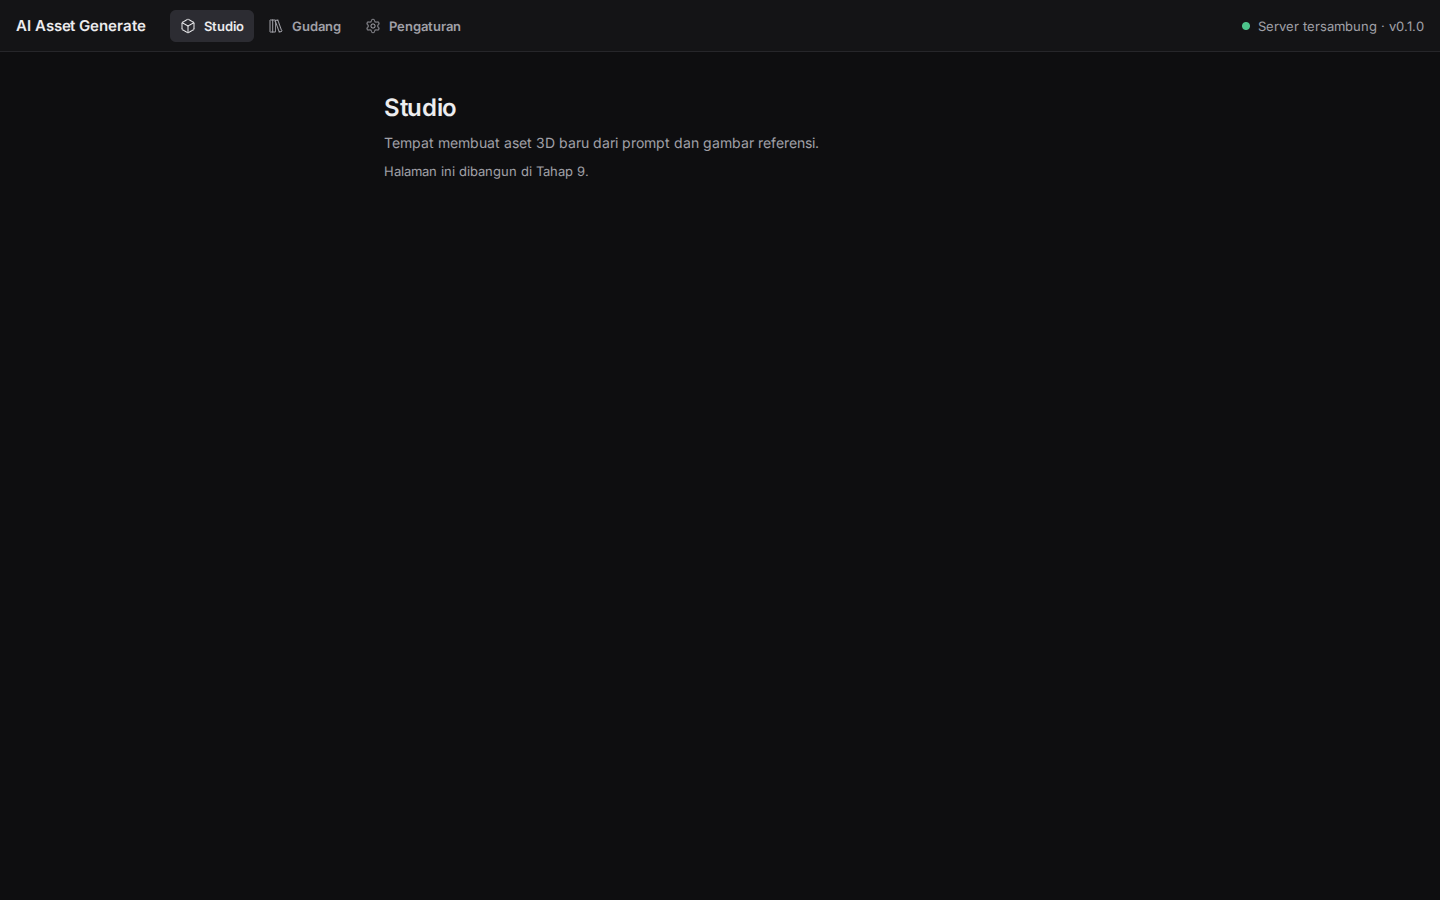 AI Asset Generate
Studio
Gudang
Pengaturan
Server tersambung · v0.1.0
Studio
Tempat membuat aset 3D baru dari prompt dan gambar referensi.
Halaman ini dibangun di Tahap 9.